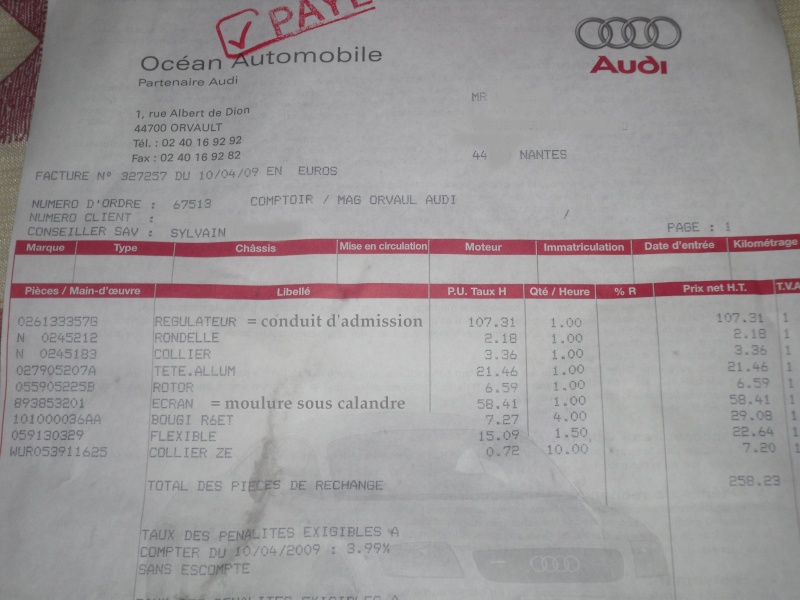 PAYE
Océan Automobile
Partenaire Audi
Audi
1, rue Albert de Dion
44700 ORVAULT
Tél. : 02 40 16 92 92
Fax : 02 40 16 92 82
MR
44 NANTES
FACTURE N° 327257 DU 10/04/09 EN EUROS
NUMERO D'ORDRE : 67513 COMPTOIR / MAG ORVAUL AUDI
NUMERO CLIENT : /
CONSEILLER SAV : SYLVAIN PAGE : 1
Marque Type Châssis Mise en circulation Moteur Immatriculation Date d'entrée Kilométrage
Pièces / Main-d'œuvre Libellé P.U. Taux H Qté / Heure % R Prix net H.T. T.V.A
026133357G REGULATEUR = conduit d'admission 107.31 1.00 107.31 1
N 0245212 RONDELLE 2.18 1.00 2.18 1
N 0245183 COLLIER 3.36 1.00 3.36 1
027905207A TETE.ALLUM 21.46 1.00 21.46 1
055905225B ROTOR 6.59 1.00 6.59 1
893853201 ECRAN = moulure sous calandre 58.41 1.00 58.41 1
101000036AA BOUGI R6ET 7.27 4.00 29.08 1
059130329 FLEXIBLE 15.09 1.50 22.64 1
WUR053911625 COLLIER ZE 0.72 10.00 7.20 1
TOTAL DES PIECES DE RECHANGE 258.23
TAUX DES PENALITES EXIGIBLES A
COMPTER DU 10/04/2009 : 3.99%
SANS ESCOMPTE
TAUX DES PENALITES EXIGIBLES A